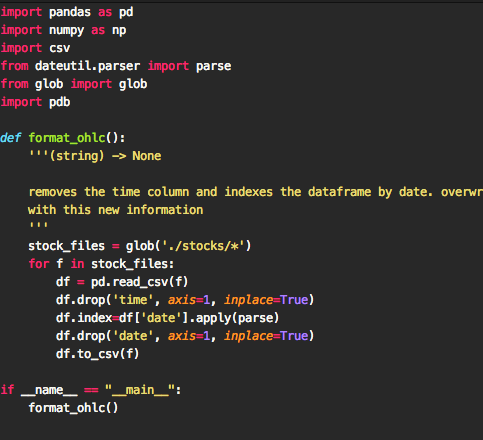 import pandas as pd
import numpy as np
import csv
from dateutil.parser import parse
from glob import glob
import pdb

def format_ohlc():
    '''(string) -> None

    removes the time column and indexes the dataframe by date. overwr
    with this new information
    '''
    stock_files = glob('./stocks/*')
    for f in stock_files:
        df = pd.read_csv(f)
        df.drop('time', axis=1, inplace=True)
        df.index=df['date'].apply(parse)
        df.drop('date', axis=1, inplace=True)
        df.to_csv(f)

if __name__ == "__main__":
    format_ohlc()